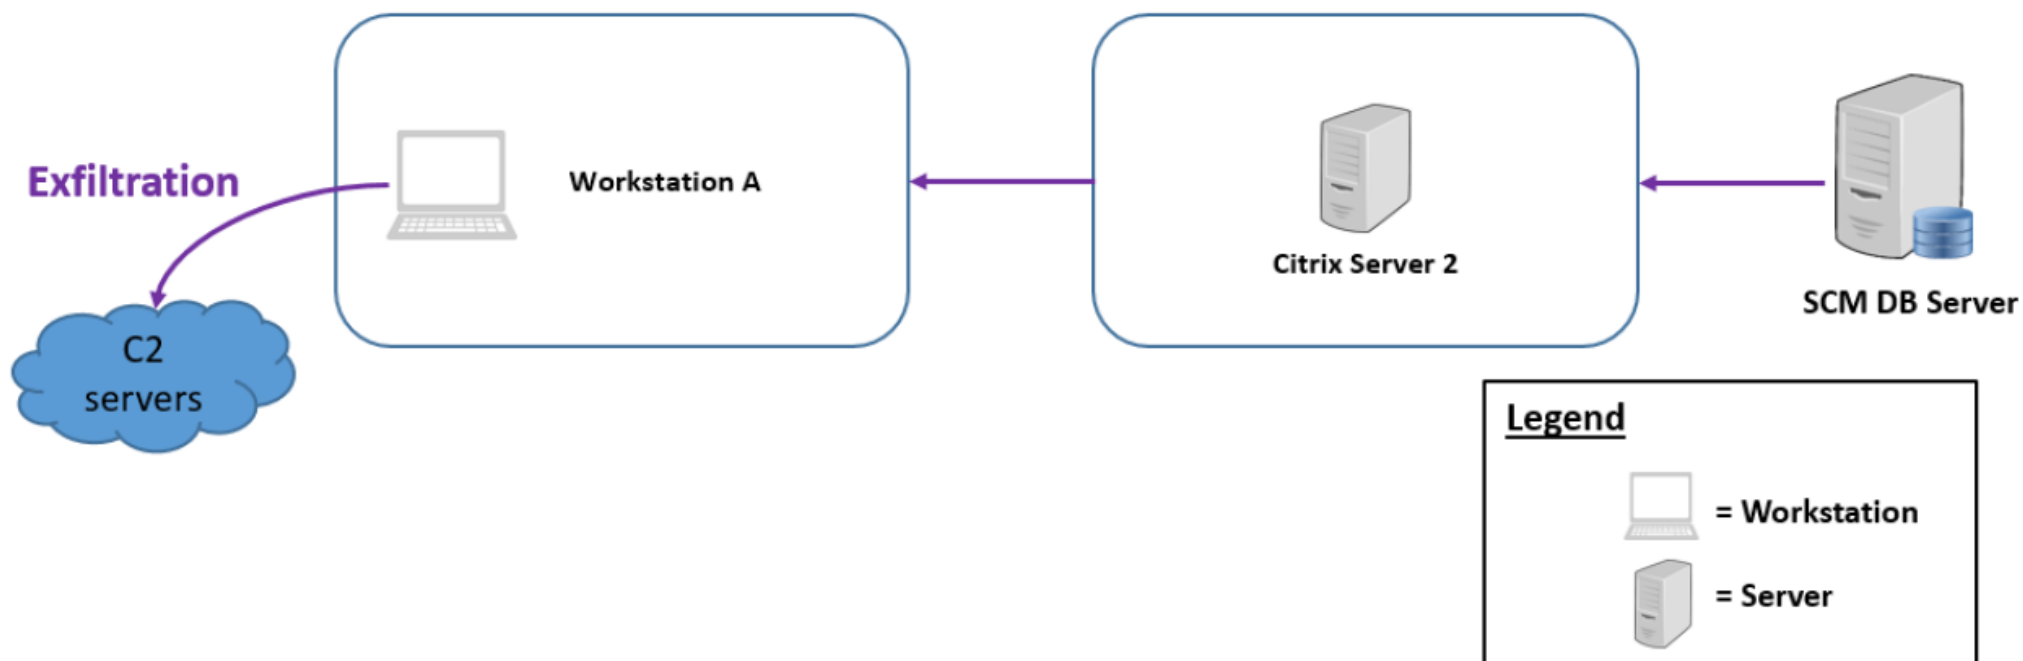 Exfiltration
Workstation A
Citrix Server 2
SCM DB Server
C2
servers
Legend
= Workstation
= Server